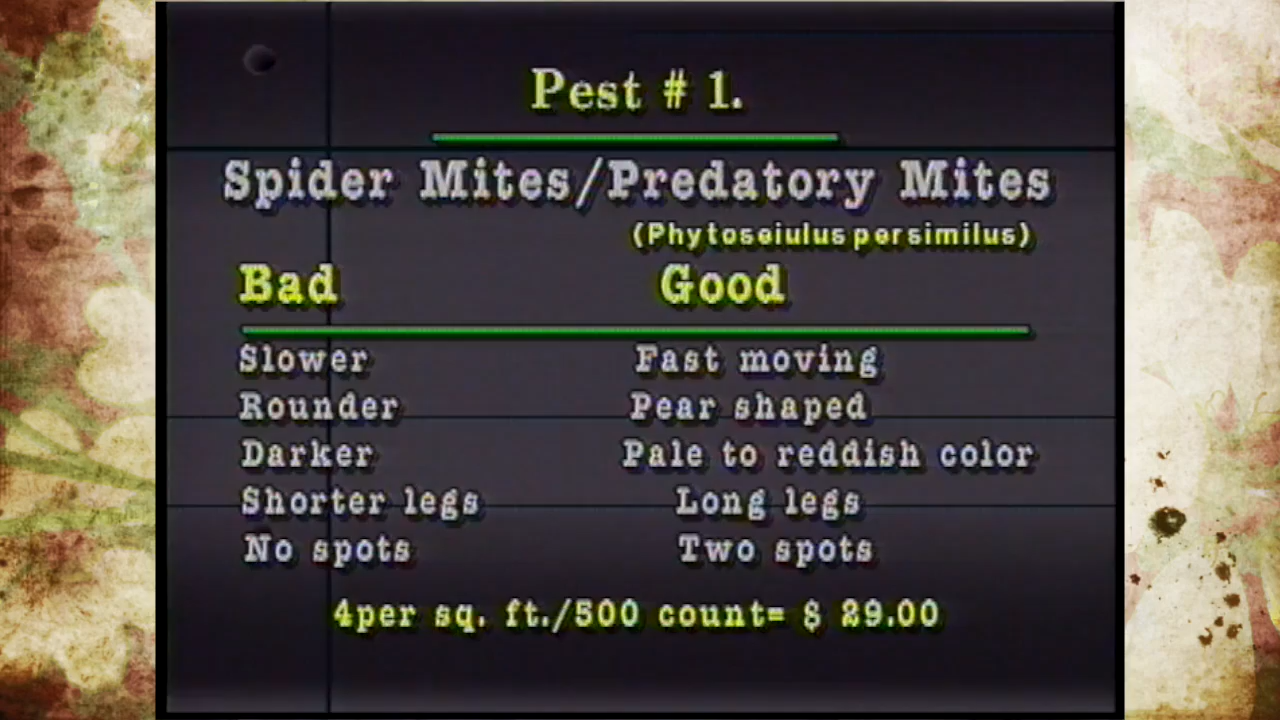 Pest # 1.
Spider Mites/Predatory Mites
(Phytoseiulus persimilus)
Bad Good
Slower Fast moving
Rounder Pear shaped
Darker Pale to reddish color
Shorter legs Long legs
No spots Two spots
4per sq. ft./500 count= $ 29.00